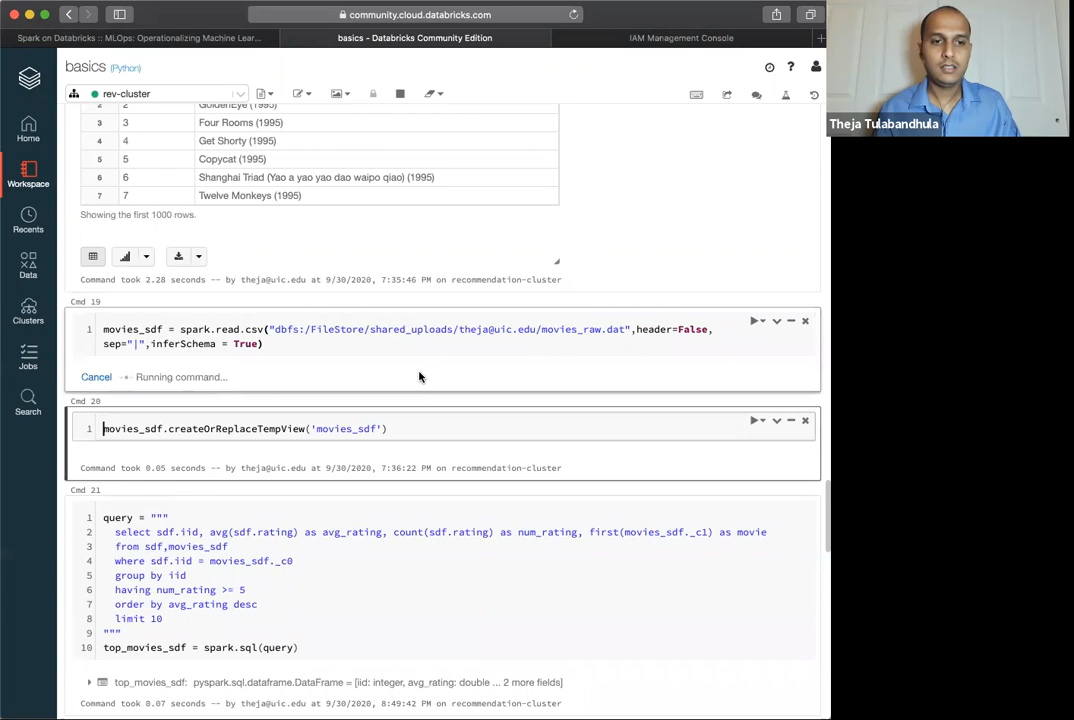 community.cloud.databricks.com
Spark on Databricks :: MLOps: Operationalizing Machine Lear...
basics - Databricks Community Edition
IAM Management Console
basics (Python)
rev-cluster
Theja Tulabandhula
Home
Workspace
Recents
Data
Clusters
Jobs
Search
2 2 GoldenEye (1995)
3 3 Four Rooms (1995)
4 4 Get Shorty (1995)
5 5 Copycat (1995)
6 6 Shanghai Triad (Yao a yao yao dao waipo qiao) (1995)
7 7 Twelve Monkeys (1995)
Showing the first 1000 rows.
Command took 2.28 seconds -- by theja@uic.edu at 9/30/2020, 7:35:46 PM on recommendation-cluster
Cmd 19
1 movies_sdf = spark.read.csv("dbfs:/FileStore/shared_uploads/theja@uic.edu/movies_raw.dat",header=False,
sep="|",inferSchema = True)
Cancel Running command...
Cmd 20
1 movies_sdf.createOrReplaceTempView('movies_sdf')
Command took 0.05 seconds -- by theja@uic.edu at 9/30/2020, 7:36:22 PM on recommendation-cluster
Cmd 21
1 query = """
2 select sdf.iid, avg(sdf.rating) as avg_rating, count(sdf.rating) as num_rating, first(movies_sdf._c1) as movie
3 from sdf,movies_sdf
4 where sdf.iid = movies_sdf._c0
5 group by iid
6 having num_rating >= 5
7 order by avg_rating desc
8 limit 10
9 """
10 top_movies_sdf = spark.sql(query)
top_movies_sdf: pyspark.sql.dataframe.DataFrame = [iid: integer, avg_rating: double ... 2 more fields]
Command took 0.07 seconds -- by theja@uic.edu at 9/30/2020, 8:49:42 PM on recommendation-cluster